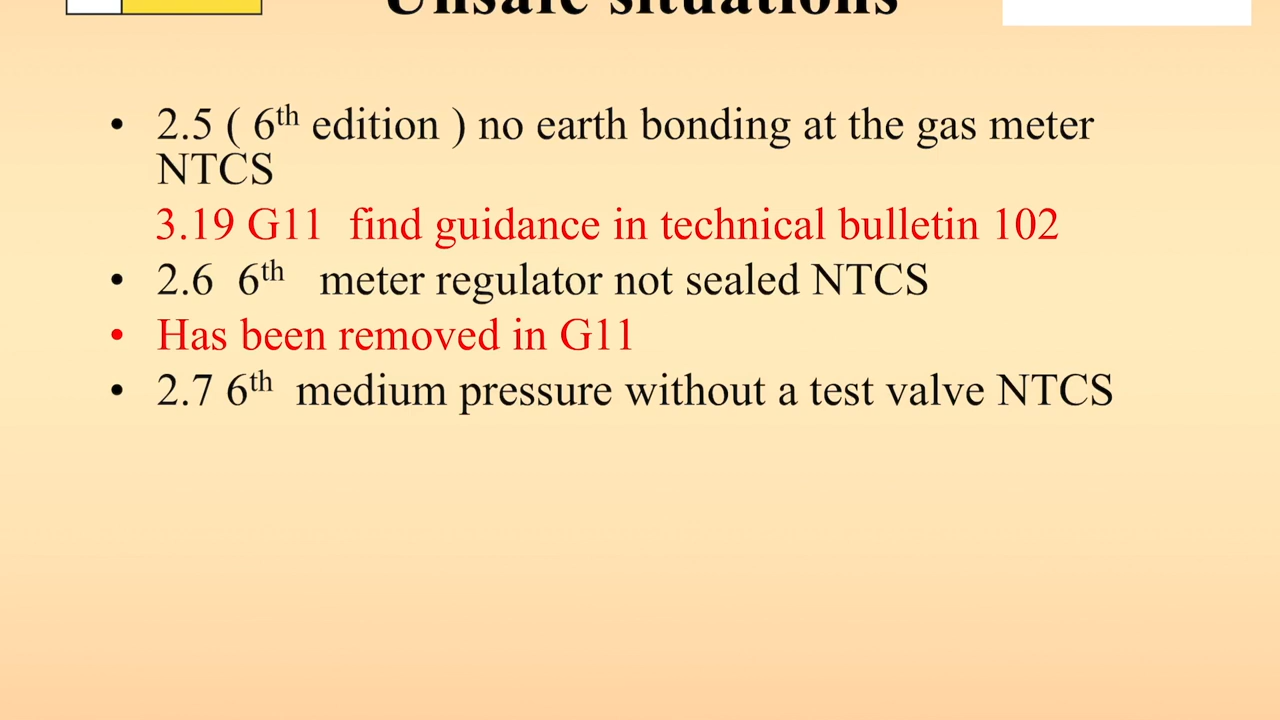 Unsafe situations
• 2.5 ( 6th edition ) no earth bonding at the gas meter
NTCS
3.19 G11 find guidance in technical bulletin 102
• 2.6 6th meter regulator not sealed NTCS
• Has been removed in G11
• 2.7 6th medium pressure without a test valve NTCS